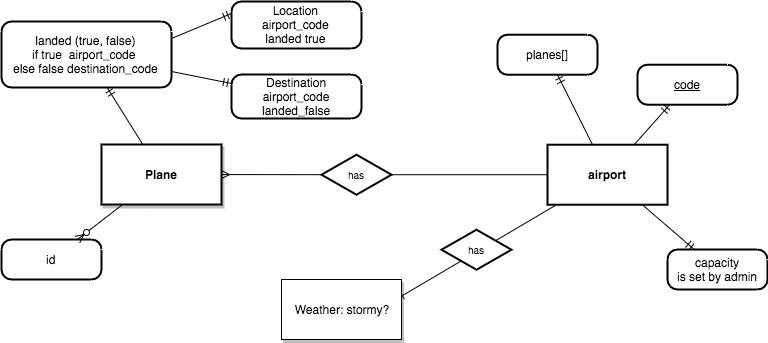 Location
airport_code
landed true
landed (true, false)
if true  airport_code
else false destination_code
Destination
airport_code
landed_false
planes[]
code
Plane
has
airport
has
id
capacity
is set by admin
Weather: stormy?